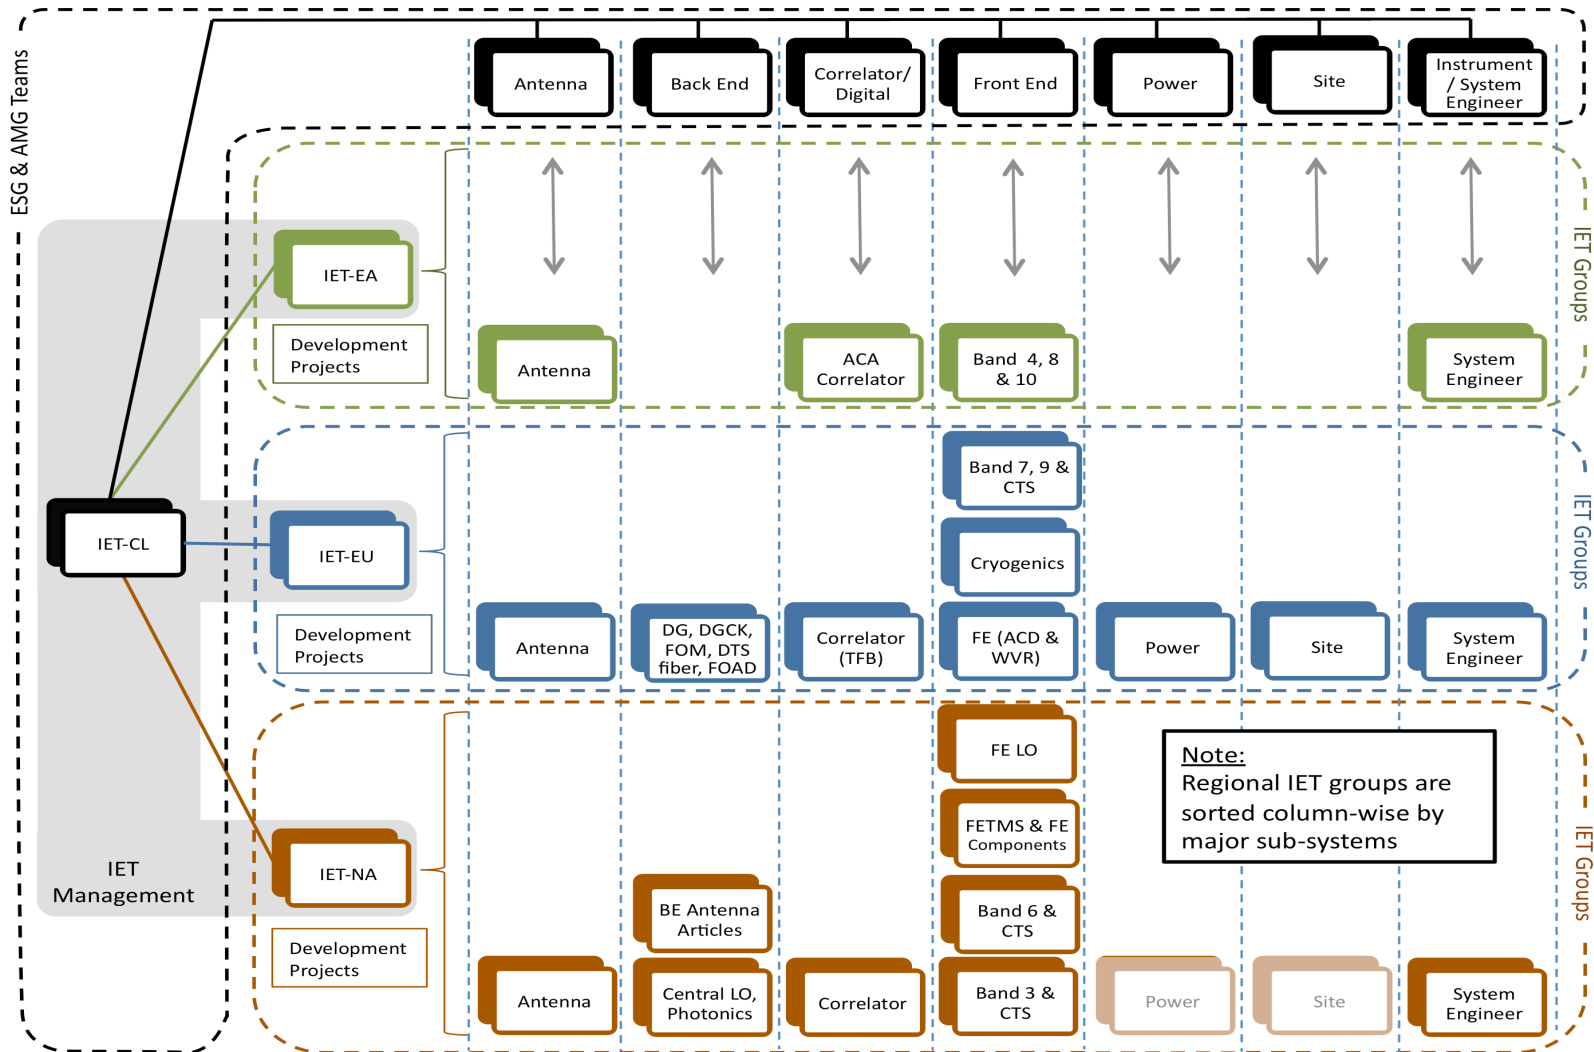 ESG & AMG Teams
Antenna
Back End
Correlator/
Digital
Front End
Power
Site
Instrument
/ System
Engineer
IET Groups
IET-EA
Development
Projects
Antenna
ACA
Correlator
Band 4, 8
& 10
System
Engineer
IET Groups
Band 7, 9 &
CTS
IET-CL
IET-EU
Cryogenics
Development
Projects
Antenna
DG, DGCK,
FOM, DTS
fiber, FOAD
Correlator
(TFB)
FE (ACD &
WVR)
Power
Site
System
Engineer
IET Groups
FE LO
Note:
Regional IET groups are
sorted column-wise by
major sub-systems
FETMS & FE
Components
IET
Management
IET-NA
BE Antenna
Articles
Band 6 &
CTS
Development
Projects
Antenna
Central LO,
Photonics
Correlator
Band 3 &
CTS
Power
Site
System
Engineer